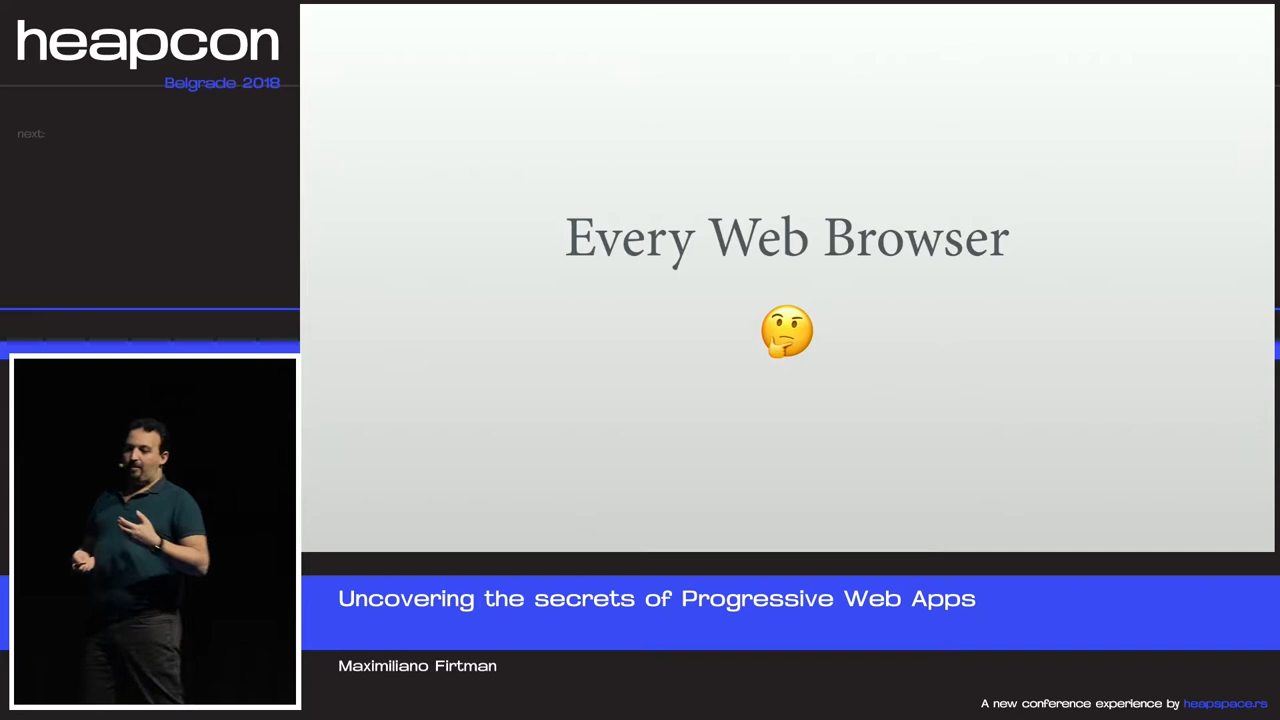 heapcon
Belgrade 2018
next:
Every Web Browser
Uncovering the secrets of Progressive Web Apps
Maximiliano Firtman
A new conference experience by heapspace.rs